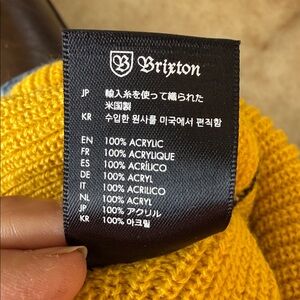 Brixton
JP 輸入糸を使って織られた
米国製
KR 수입한 원사를 미국에서 편직함
EN 100% ACRYLIC
FR 100% ACRYLIQUE
ES 100% ACRÍLICO
DE 100% ACRYL
IT 100% ACRILICO
NL 100% ACRYL
JP 100% アクリル
KR 100% 아크릴